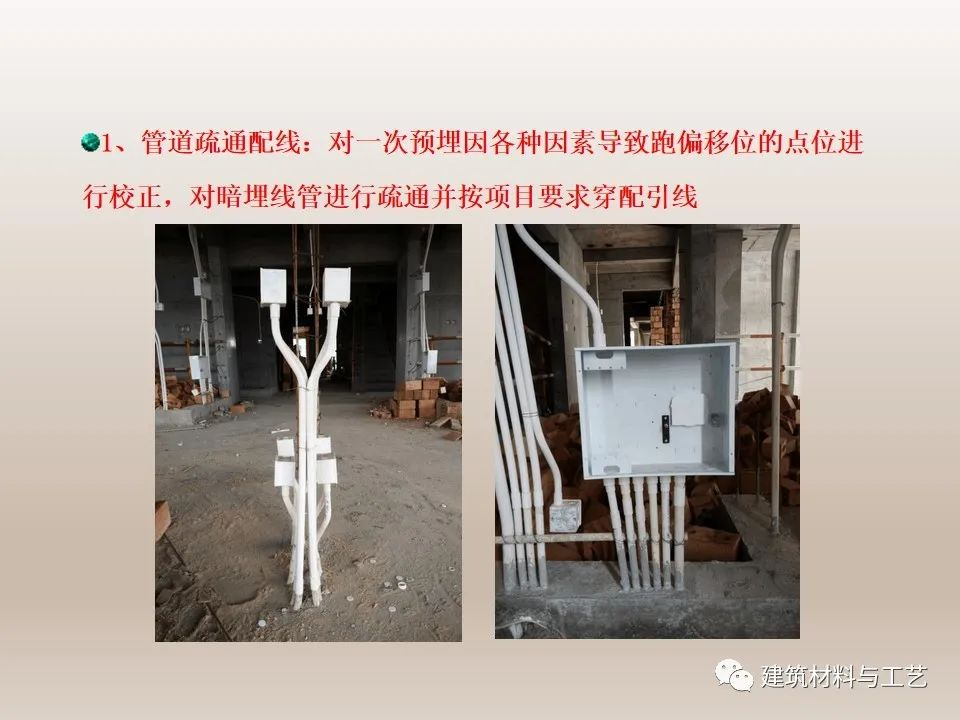 1、管道疏通配线：对一次预埋因各种因素导致跑偏移位的点位进
行校正，对暗埋线管进行疏通并按项目要求穿配引线
建筑材料与工艺